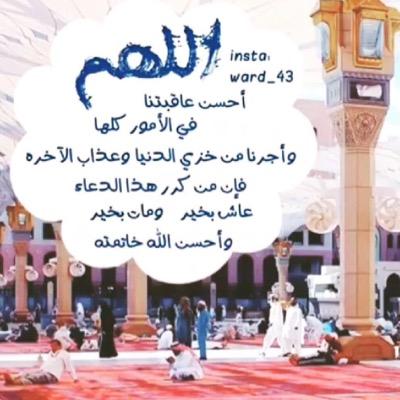 اللهم
insta:
ward_43
أحسن عاقبتنا
في الأمور كلها
وأجرنا من خزي الدنيا وعذاب الآخره
فإن من كرر هذا الدعاء
عاش بخير ومات بخير
وأحسن الله خاتمته